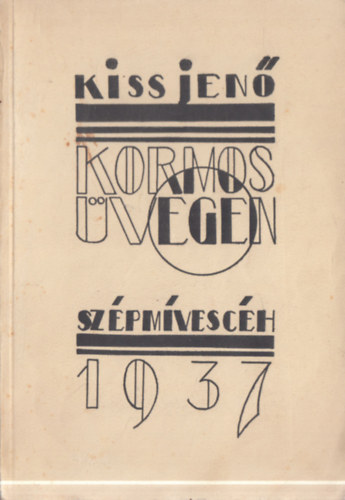 KiSS jENŐ
KORMOS
ÜVEGEN
SZÉPMÍVESCÉH
1937